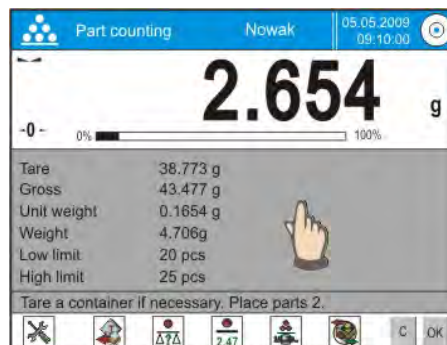 Part counting Nowak 05.05.2009
09:10:00
2.654 g
-0- 0% 100%
Tare 38.773 g
Gross 43.477 g
Unit weight 0.1654 g
Weight 4.706g
Low limit 20 pcs
High limit 25 pcs
Tare a container if necessary. Place parts 2.
2.47 C OK